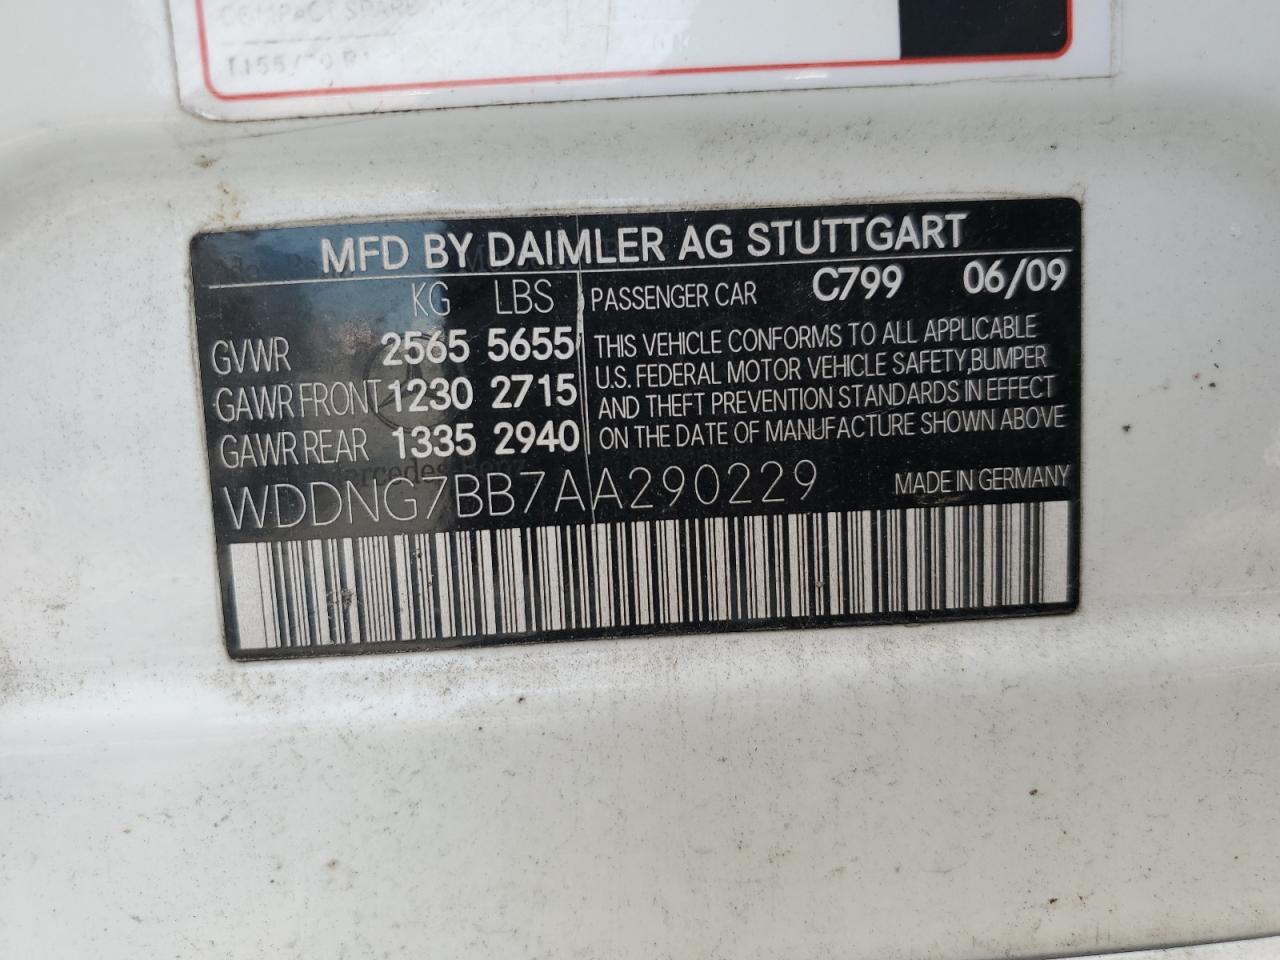 COMPACT SPARE
MFD BY DAIMLER AG STUTTGART
KG LBS
PASSENGER CAR C799 06/09
GVWR 2565 5655
GAWR FRONT 1230 2715
GAWR REAR 1335 2940
THIS VEHICLE CONFORMS TO ALL APPLICABLE
U.S. FEDERAL MOTOR VEHICLE SAFETY,BUMPER
AND THEFT PREVENTION STANDARDS IN EFFECT
ON THE DATE OF MANUFACTURE SHOWN ABOVE
WDDNG7BB7AA290229 MADE IN GERMANY